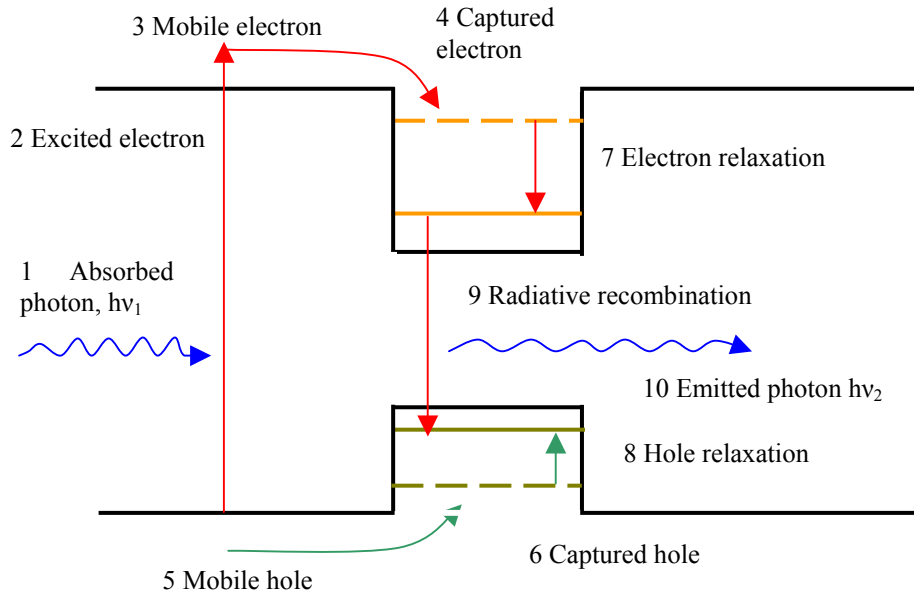 3 Mobile electron
4 Captured
electron
2 Excited electron
7 Electron relaxation
1 Absorbed
photon, hν₁
9 Radiative recombination
10 Emitted photon hν₂
8 Hole relaxation
6 Captured hole
5 Mobile hole